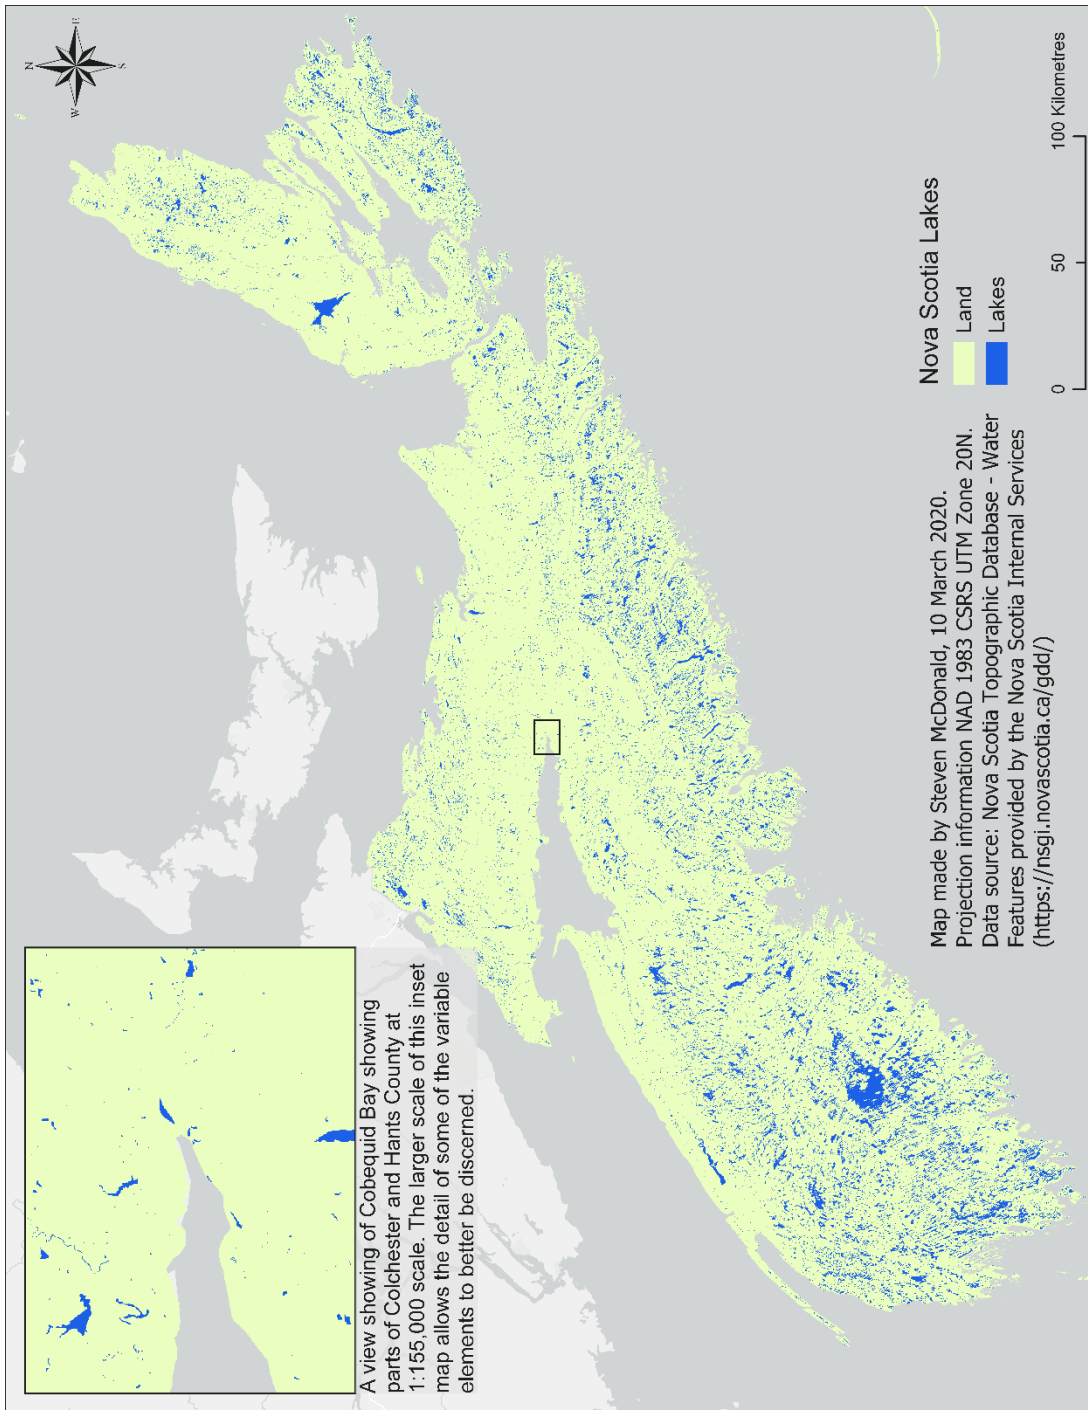 N
E
S
W
A view showing of Cobequid Bay showing
parts of Colchester and Hants County at
1:155,000 scale. The larger scale of this inset
map allows the detail of some of the variable
elements to better be discerned.
Nova Scotia Lakes
Land
Lakes
Map made by Steven McDonald, 10 March 2020.
Projection information NAD 1983 CSRS UTM Zone 20N.
Data source: Nova Scotia Topographic Database - Water
Features provided by the Nova Scotia Internal Services
(https://nsgi.novascotia.ca/gdd/)
0 50 100 Kilometres